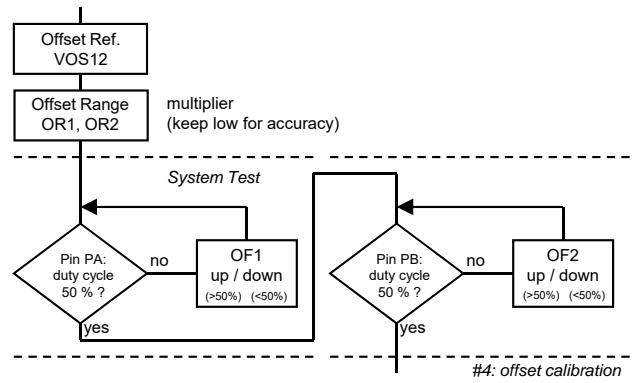 Offset Ref.
VOS12
Offset Range
OR1, OR2
multiplier
(keep low for accuracy)
System Test
Pin PA:
duty cycle
50 % ?
no
OF1
up / down
(>50%) (<50%)
yes
Pin PB:
duty cycle
50 % ?
no
OF2
up / down
(>50%) (<50%)
yes
#4: offset calibration